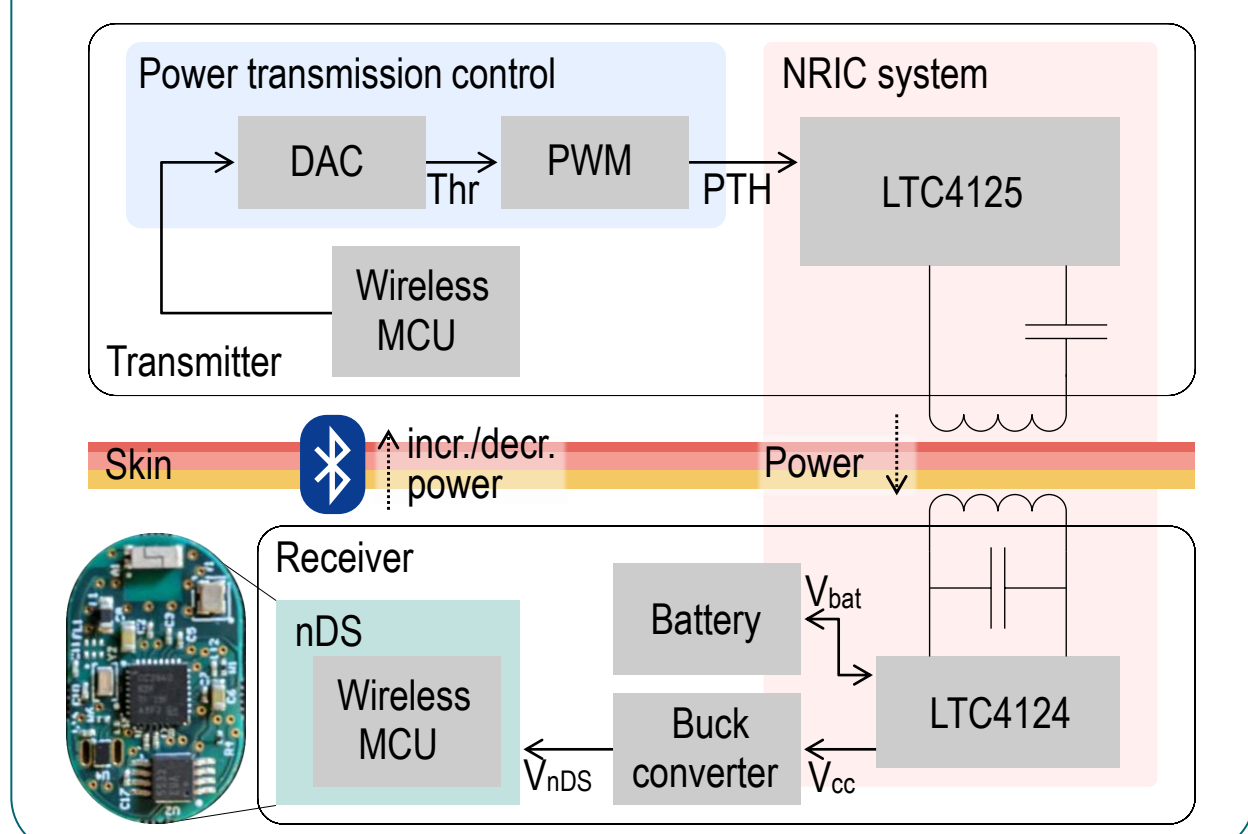 Power transmission control
NRIC system
DAC
Thr
PWM
PTH
LTC4125
Wireless
MCU
Transmitter
Skin
incr./decr.
power
Power
Receiver
nDS
Wireless
MCU
Battery
Vbat
Buck
converter
VnDS
Vcc
LTC4124